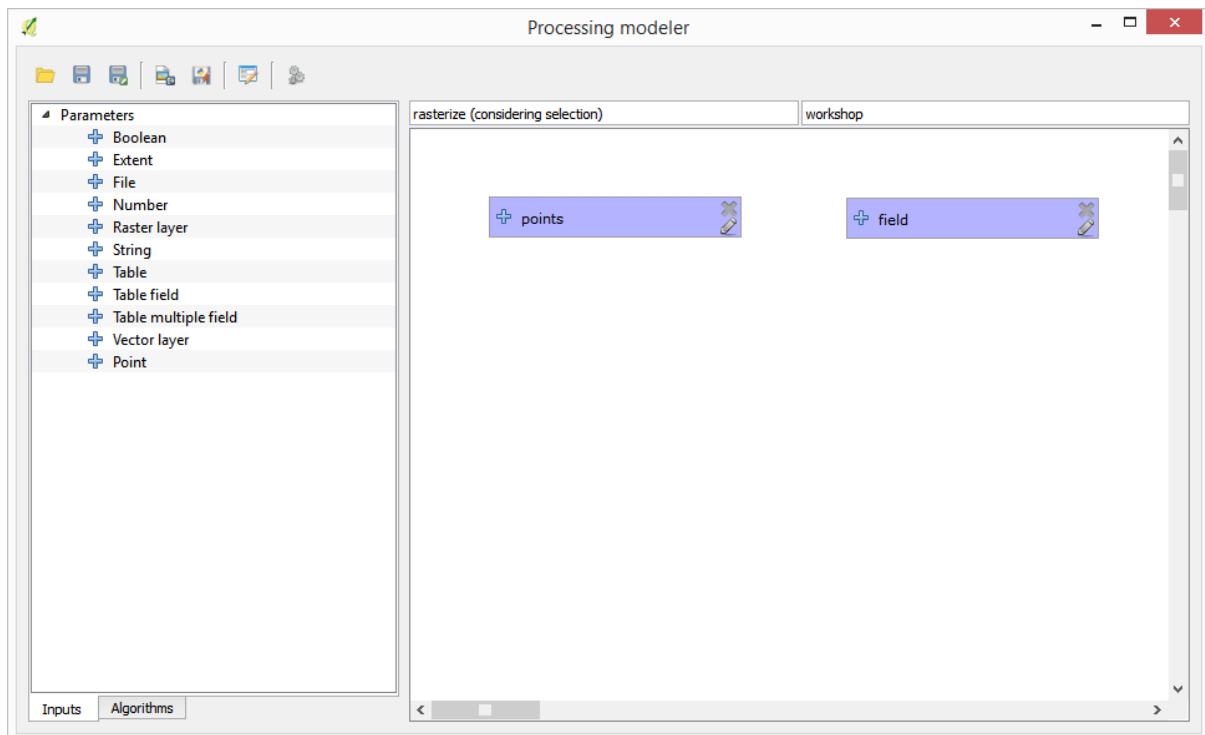 Processing modeler
Parameters
Boolean
Extent
File
Number
Raster layer
String
Table
Table field
Table multiple field
Vector layer
Point
Inputs
Algorithms
rasterize (considering selection)
workshop
points
field